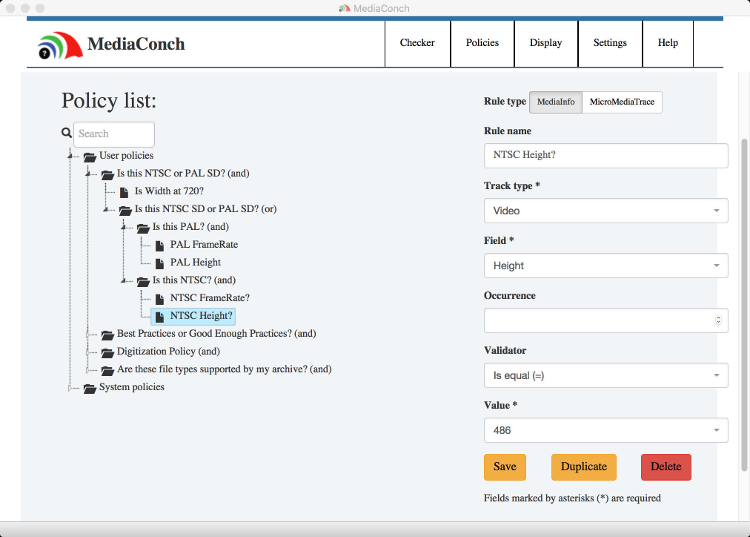 MediaConch
MediaConch
Checker
Policies
Display
Settings
Help
Policy list:
Search
User policies
Is this NTSC or PAL SD? (and)
Is Width at 720?
Is this NTSC SD or PAL SD? (or)
Is this PAL? (and)
PAL FrameRate
PAL Height
Is this NTSC? (and)
NTSC FrameRate?
NTSC Height?
Best Practices or Good Enough Practices? (and)
Digitization Policy (and)
Are these file types supported by my archive? (and)
System policies
Rule type MediaInfo MicroMediaTrace
Rule name
NTSC Height?
Track type *
Video
Field *
Height
Occurrence
Validator
Is equal (=)
Value *
486
Save Duplicate Delete
Fields marked by asterisks (*) are required